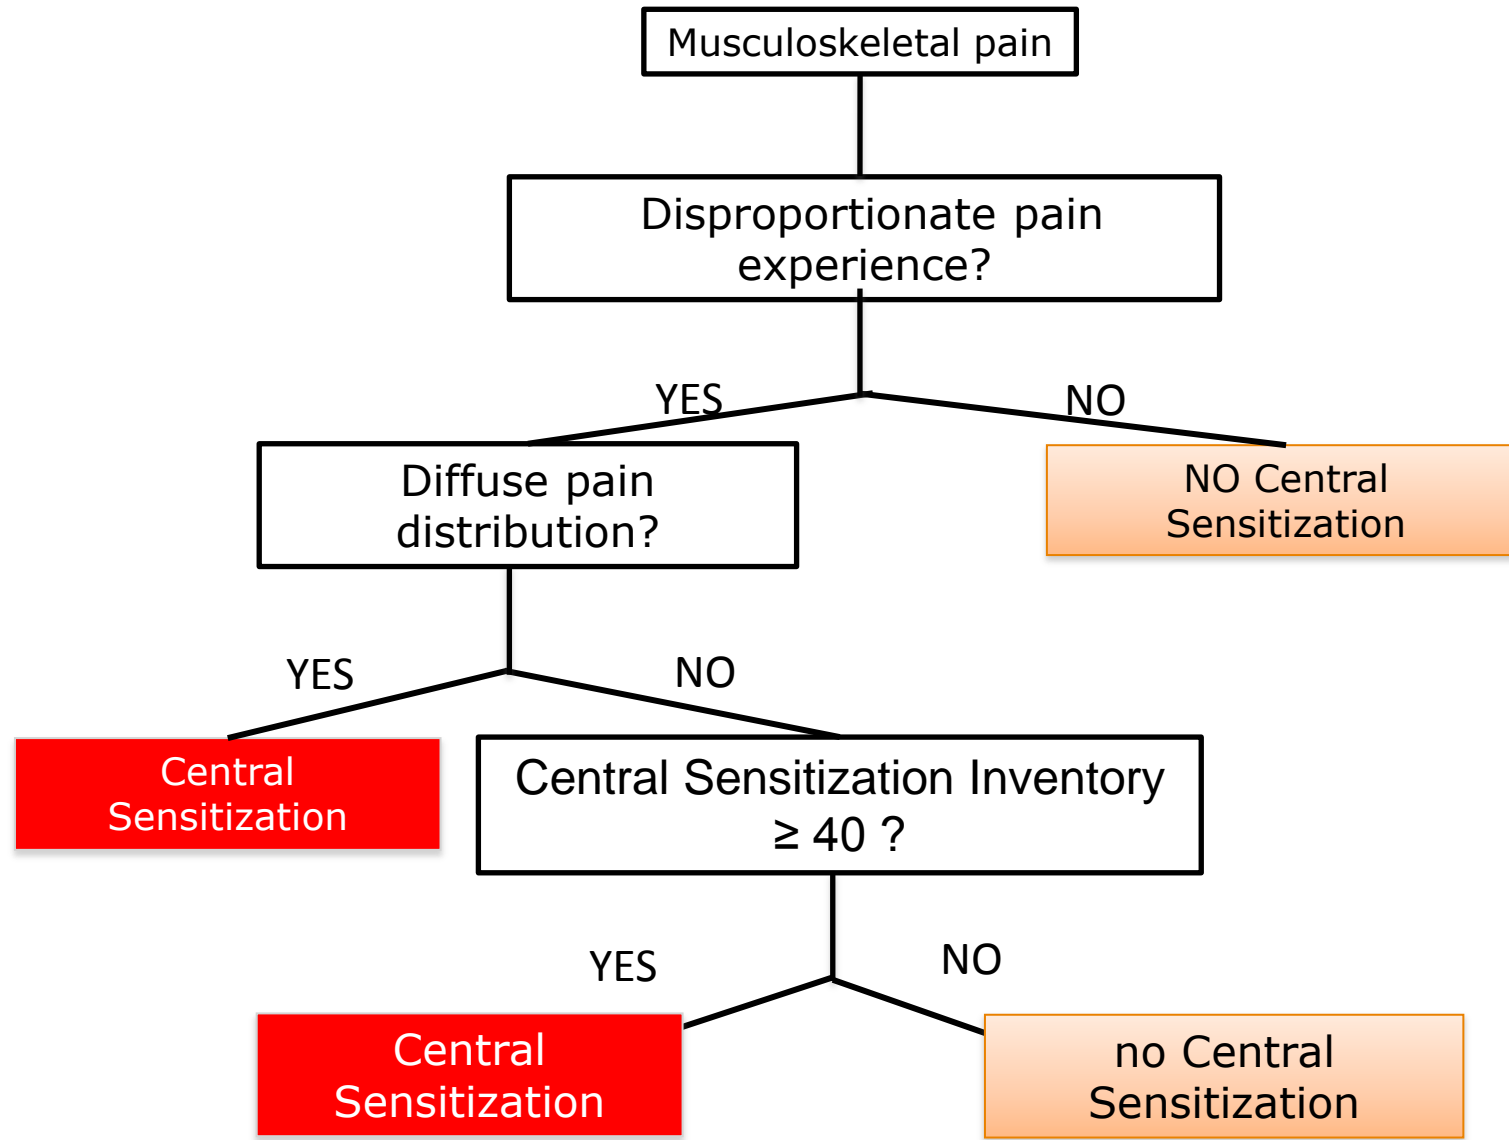 Musculoskeletal pain
Disproportionate pain
experience?
YES
NO
Diffuse pain
distribution?
NO Central
Sensitization
YES
NO
Central
Sensitization
Central Sensitization Inventory
≥ 40 ?
YES
NO
Central
Sensitization
no Central
Sensitization